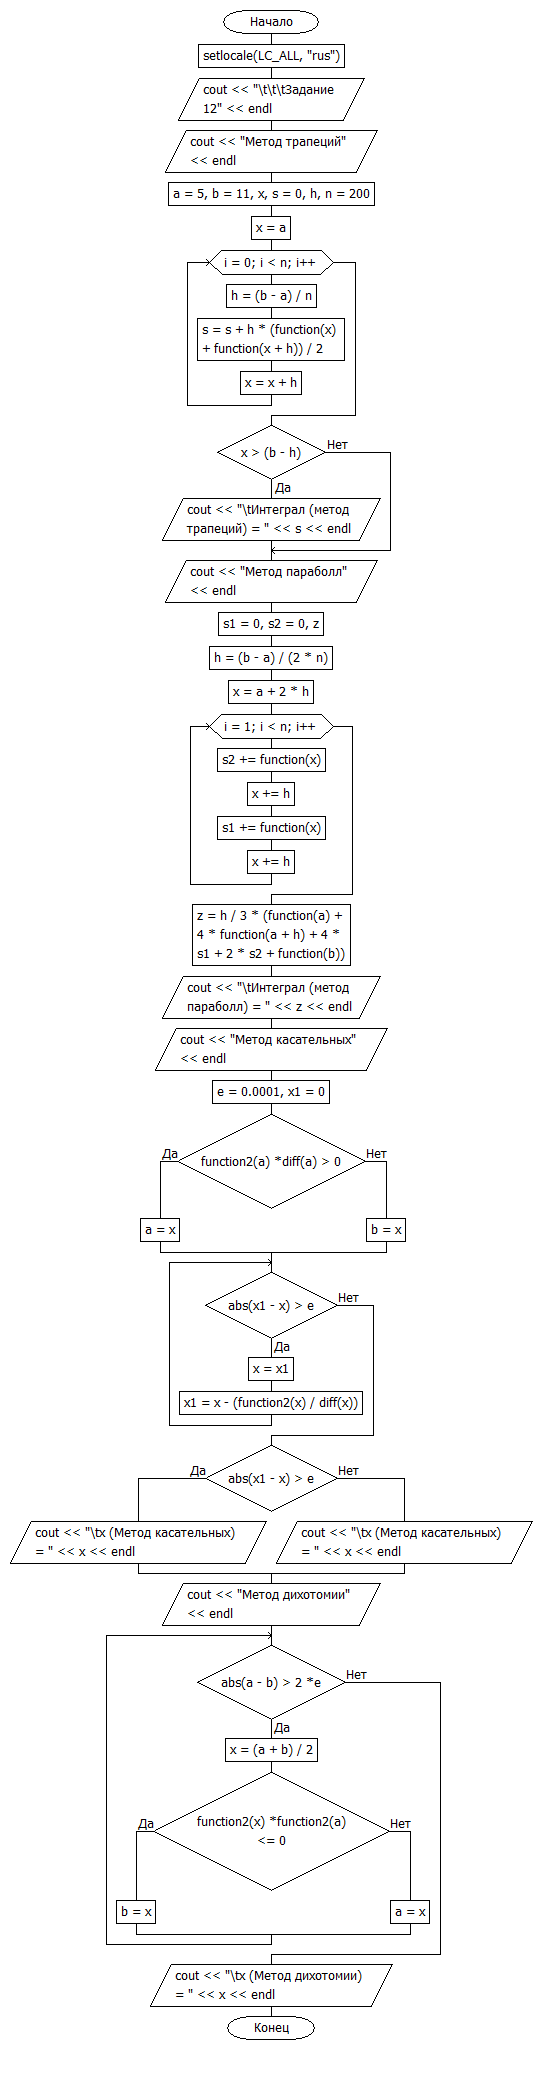 Начало
setlocale(LC_ALL, "rus")
cout << "\t\t\tЗадание
12" << endl
cout << "Метод трапеций"
<< endl
a = 5, b = 11, x, s = 0, h, n = 200
x = a
i = 0; i < n; i++
h = (b - a) / n
s = s + h * (function(x)
+ function(x + h)) / 2
x = x + h
x > (b - h)
Нет
Да
cout << "\tИнтеграл (метод
трапеций) = " << s << endl
cout << "Метод параболл"
<< endl
s1 = 0, s2 = 0, z
h = (b - a) / (2 * n)
x = a + 2 * h
i = 1; i < n; i++
s2 += function(x)
x += h
s1 += function(x)
x += h
z = h / 3 * (function(a) +
4 * function(a + h) + 4 *
s1 + 2 * s2 + function(b))
cout << "\tИнтеграл (метод
параболл) = " << z << endl
cout << "Метод касательных"
<< endl
e = 0.0001, x1 = 0
Да
Нет
function2(a) *diff(a) > 0
a = x
b = x
abs(x1 - x) > e
Нет
Да
x = x1
x1 = x - (function2(x) / diff(x))
Да
Нет
abs(x1 - x) > e
cout << "\tx (Метод касательных)
= " << x << endl
cout << "\tx (Метод касательных)
= " << x << endl
cout << "Метод дихотомии"
<< endl
abs(a - b) > 2 *e
Нет
Да
x = (a + b) / 2
Да
Нет
function2(x) *function2(a)
<= 0
b = x
a = x
cout << "\tx (Метод дихотомии)
= " << x << endl
Конец